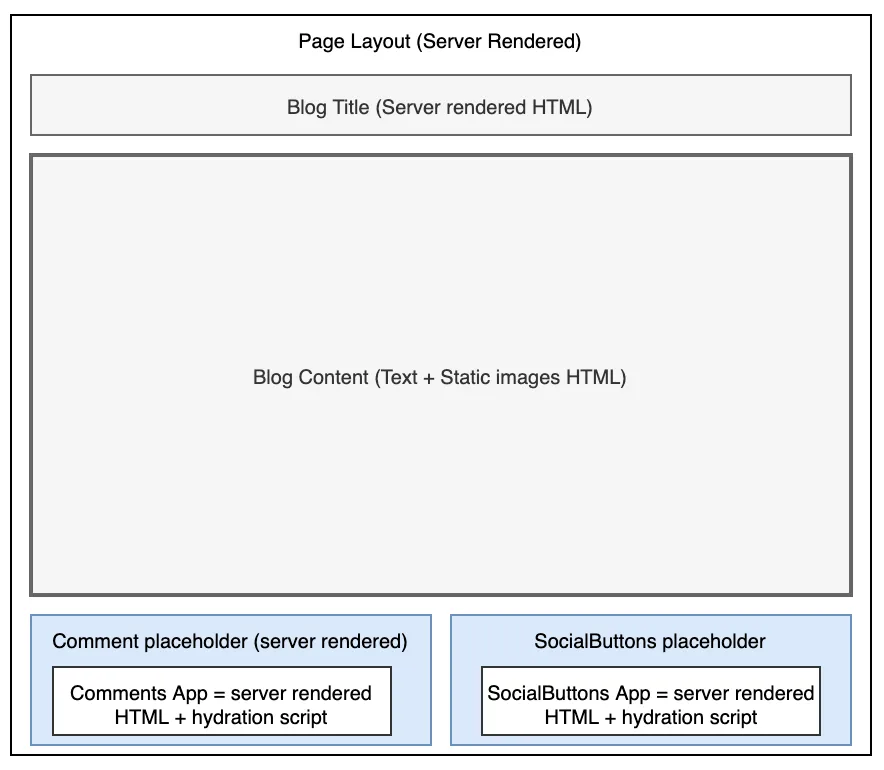 Page Layout (Server Rendered)
Blog Title (Server rendered HTML)
Blog Content (Text + Static images HTML)
Comment placeholder (server rendered)
Comments App = server rendered
HTML + hydration script
SocialButtons placeholder
SocialButtons App = server rendered
HTML + hydration script